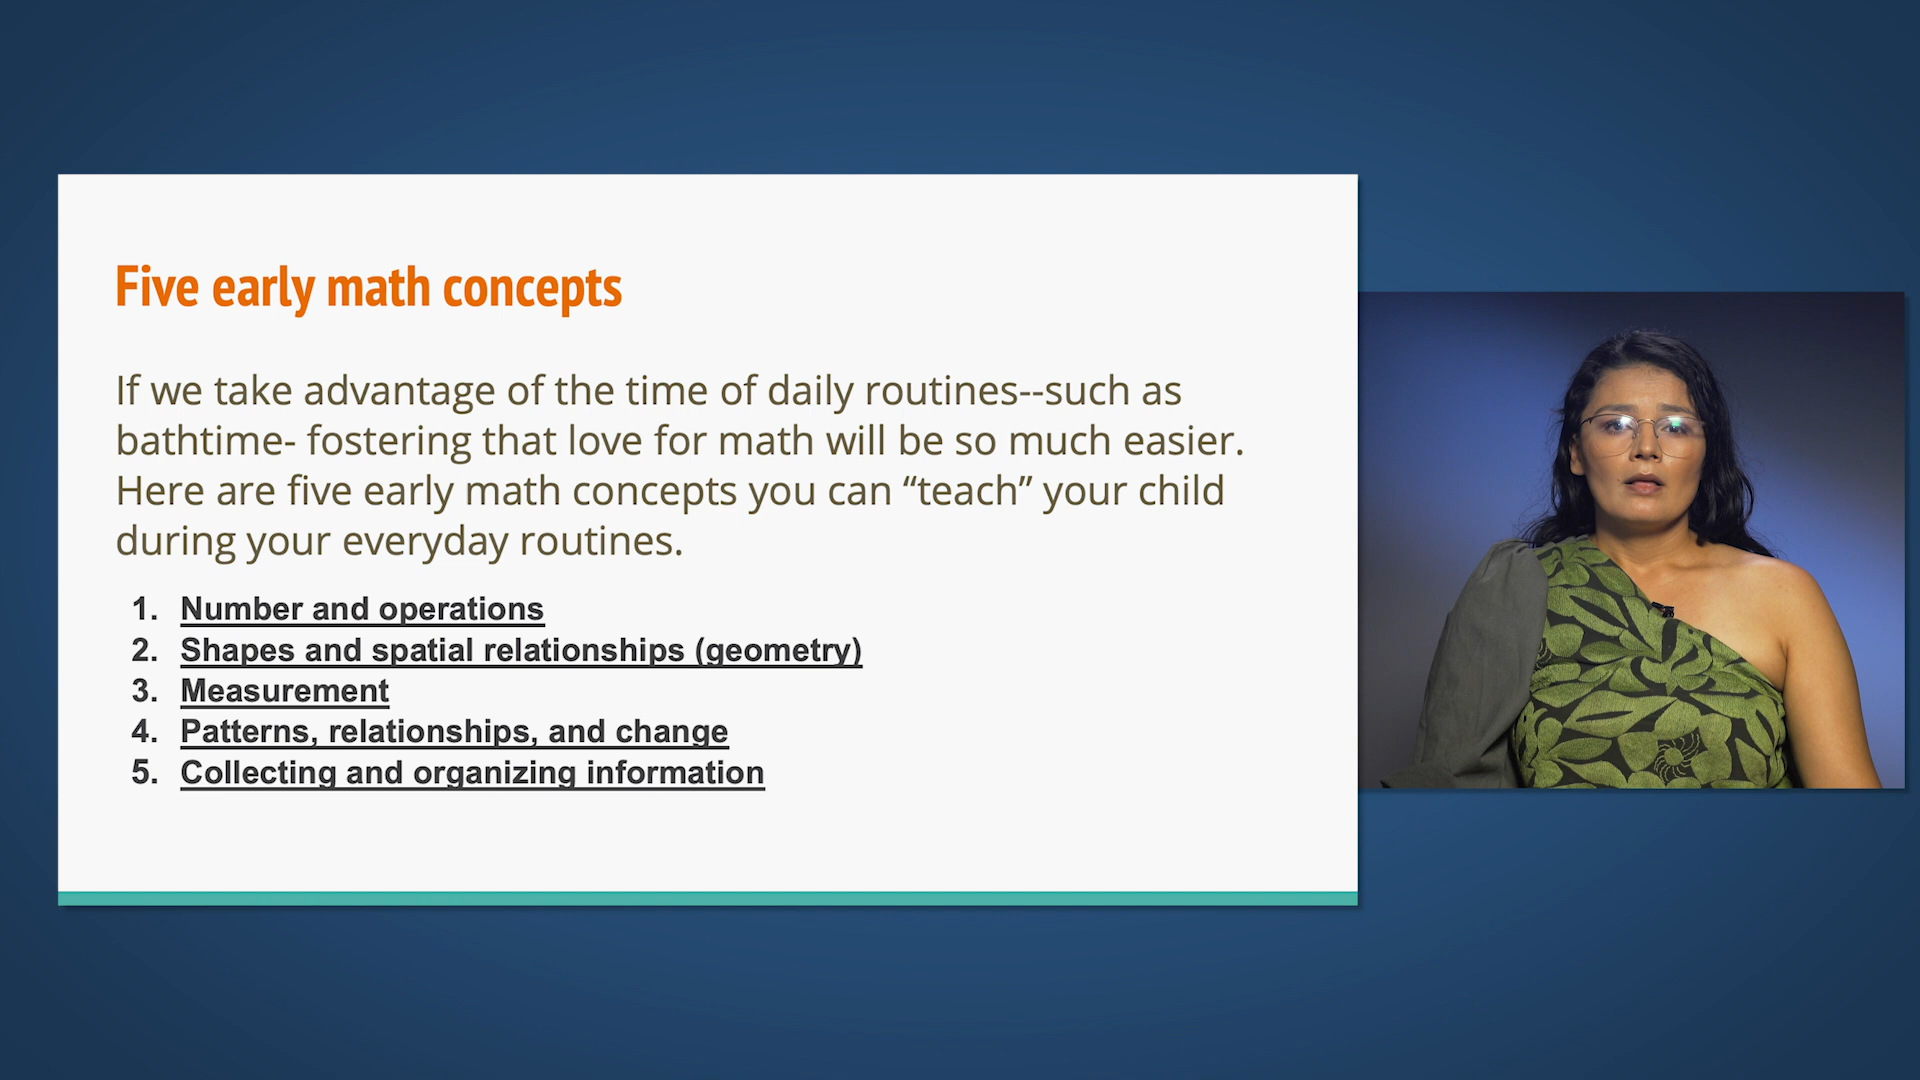 Five early math concepts
If we take advantage of the time of daily routines--such as
bathtime- fostering that love for math will be so much easier.
Here are five early math concepts you can “teach” your child
during your everyday routines.
1. Number and operations
2. Shapes and spatial relationships (geometry)
3. Measurement
4. Patterns, relationships, and change
5. Collecting and organizing information